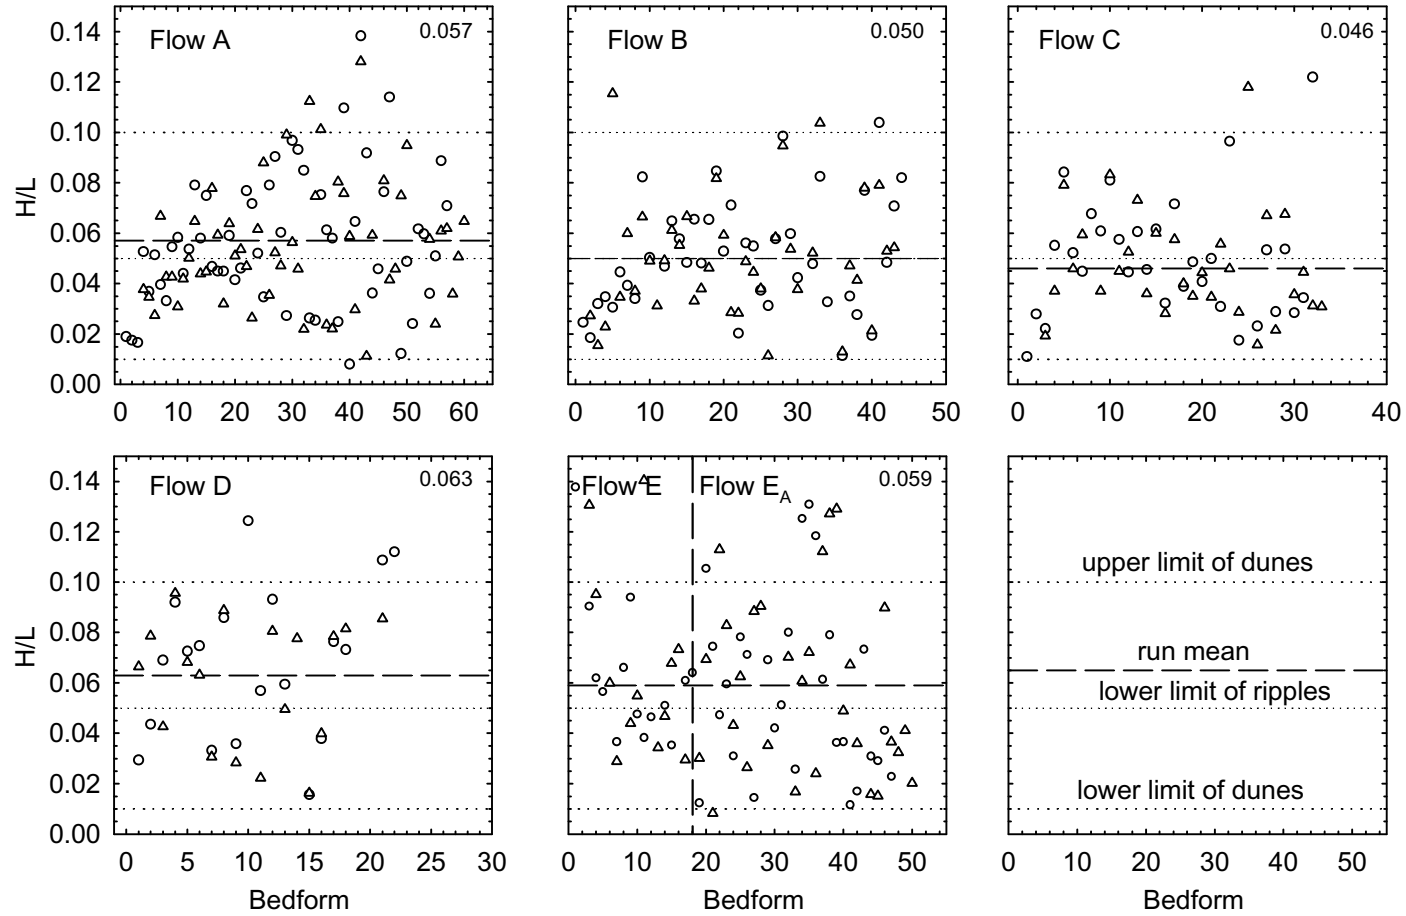 Flow A
0.057
Flow B
0.050
Flow C
0.046
H/L
0.14
0.12
0.10
0.08
0.06
0.04
0.02
0.00
0 10 20 30 40 50 60
0 10 20 30 40 50
0 10 20 30 40
Flow D
0.063
Flow E
Flow EA
0.059
H/L
0.14
0.12
0.10
0.08
0.06
0.04
0.02
0.00
upper limit of dunes
run mean
lower limit of ripples
lower limit of dunes
0 5 10 15 20 25 30
0 10 20 30 40 50
0 10 20 30 40 50
Bedform
Bedform
Bedform